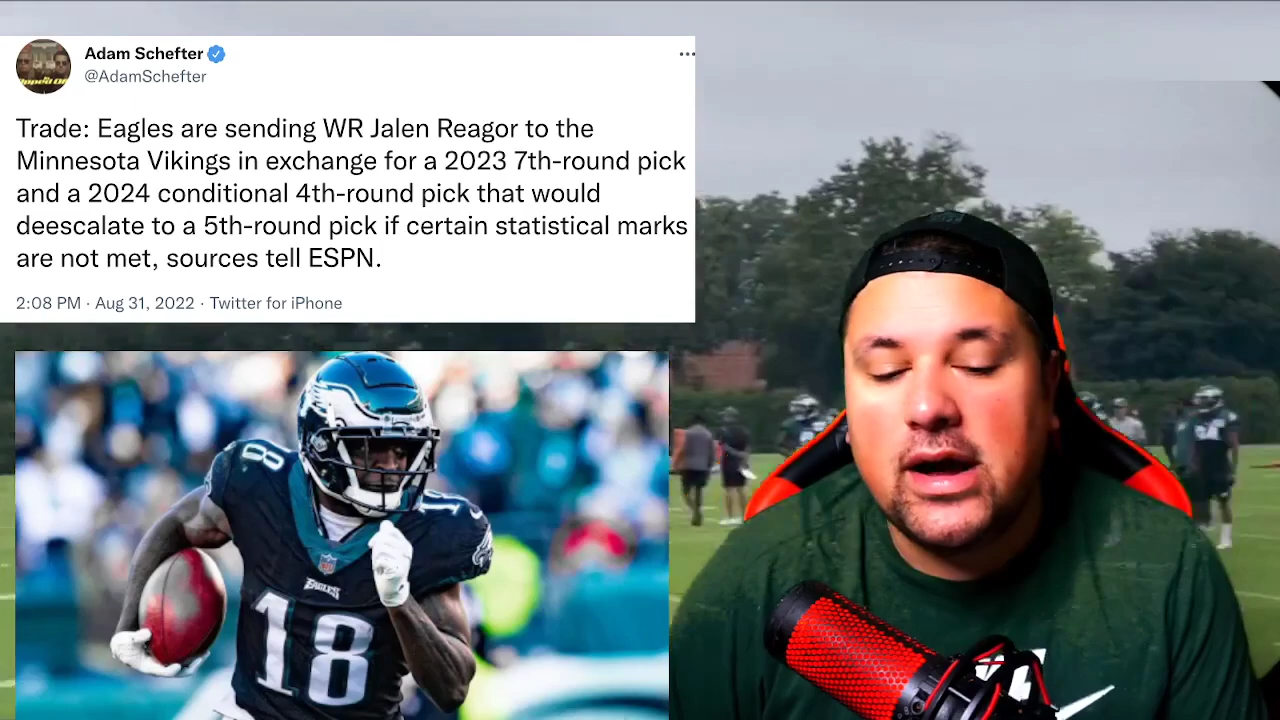 Adam Schefter
@AdamSchefter
Trade: Eagles are sending WR Jalen Reagor to the
Minnesota Vikings in exchange for a 2023 7th-round pick
and a 2024 conditional 4th-round pick that would
deescalate to a 5th-round pick if certain statistical marks
are not met, sources tell ESPN.
2:08 PM · Aug 31, 2022 · Twitter for iPhone
18
18
EAGLES
18